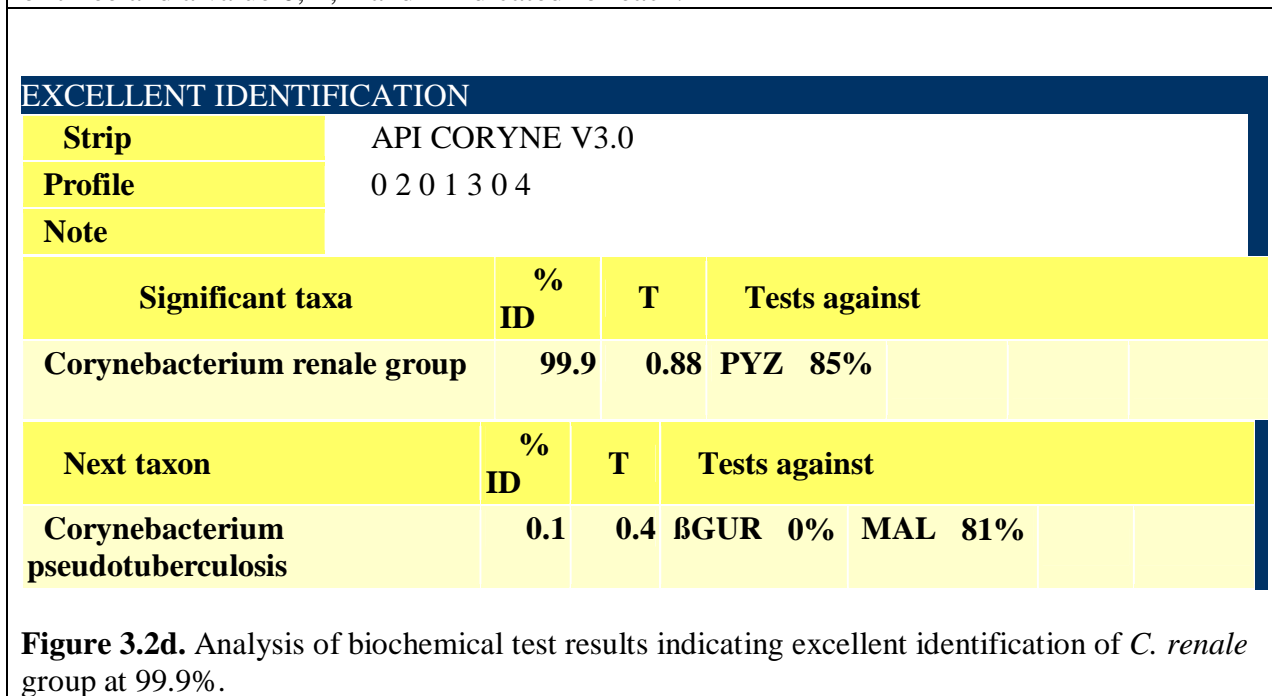 EXCELLENT IDENTIFICATION
Strip API CORYNE V3.0
Profile 0 2 0 1 3 0 4
Note
Significant taxa % ID T Tests against
Corynebacterium renale group 99.9 0.88 PYZ 85%
Next taxon % ID T Tests against
Corynebacterium pseudotuberculosis 0.1 0.4 ßGUR 0% MAL 81%
Figure 3.2d. Analysis of biochemical test results indicating excellent identification of C. renale
group at 99.9%.